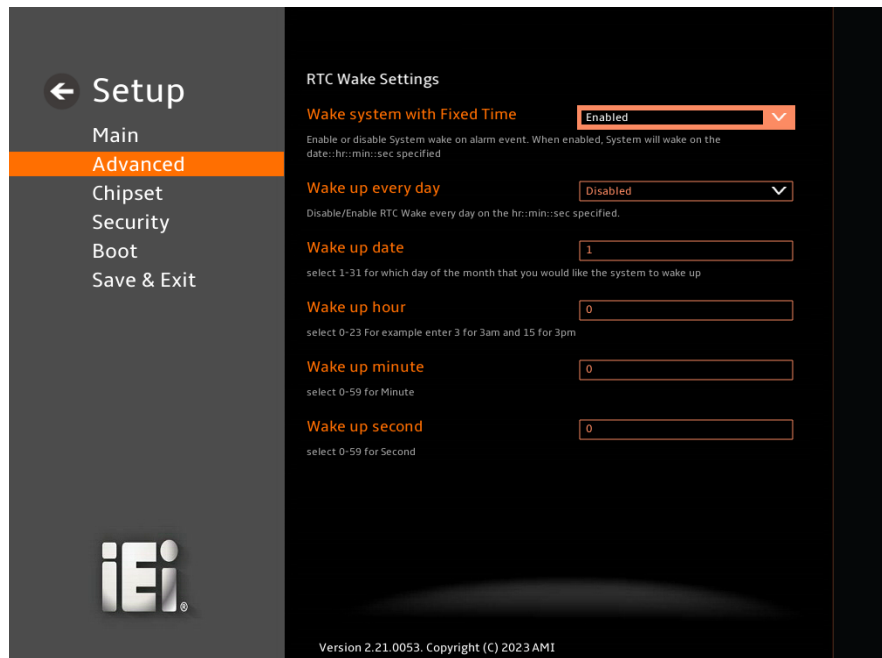 Setup
Main
Advanced
Chipset
Security
Boot
Save & Exit
RTC Wake Settings
Wake system with Fixed Time
Enabled
Enable or disable System wake on alarm event. When enabled, System will wake on the
date::hr::min::sec specified
Wake up every day
Disabled
Disable/Enable RTC Wake every day on the hr::min::sec specified.
Wake up date
1
select 1-31 for which day of the month that you would like the system to wake up
Wake up hour
0
select 0-23 For example enter 3 for 3am and 15 for 3pm
Wake up minute
0
select 0-59 for Minute
Wake up second
0
select 0-59 for Second
iEi®
Version 2.21.0053. Copyright (C) 2023 AMI